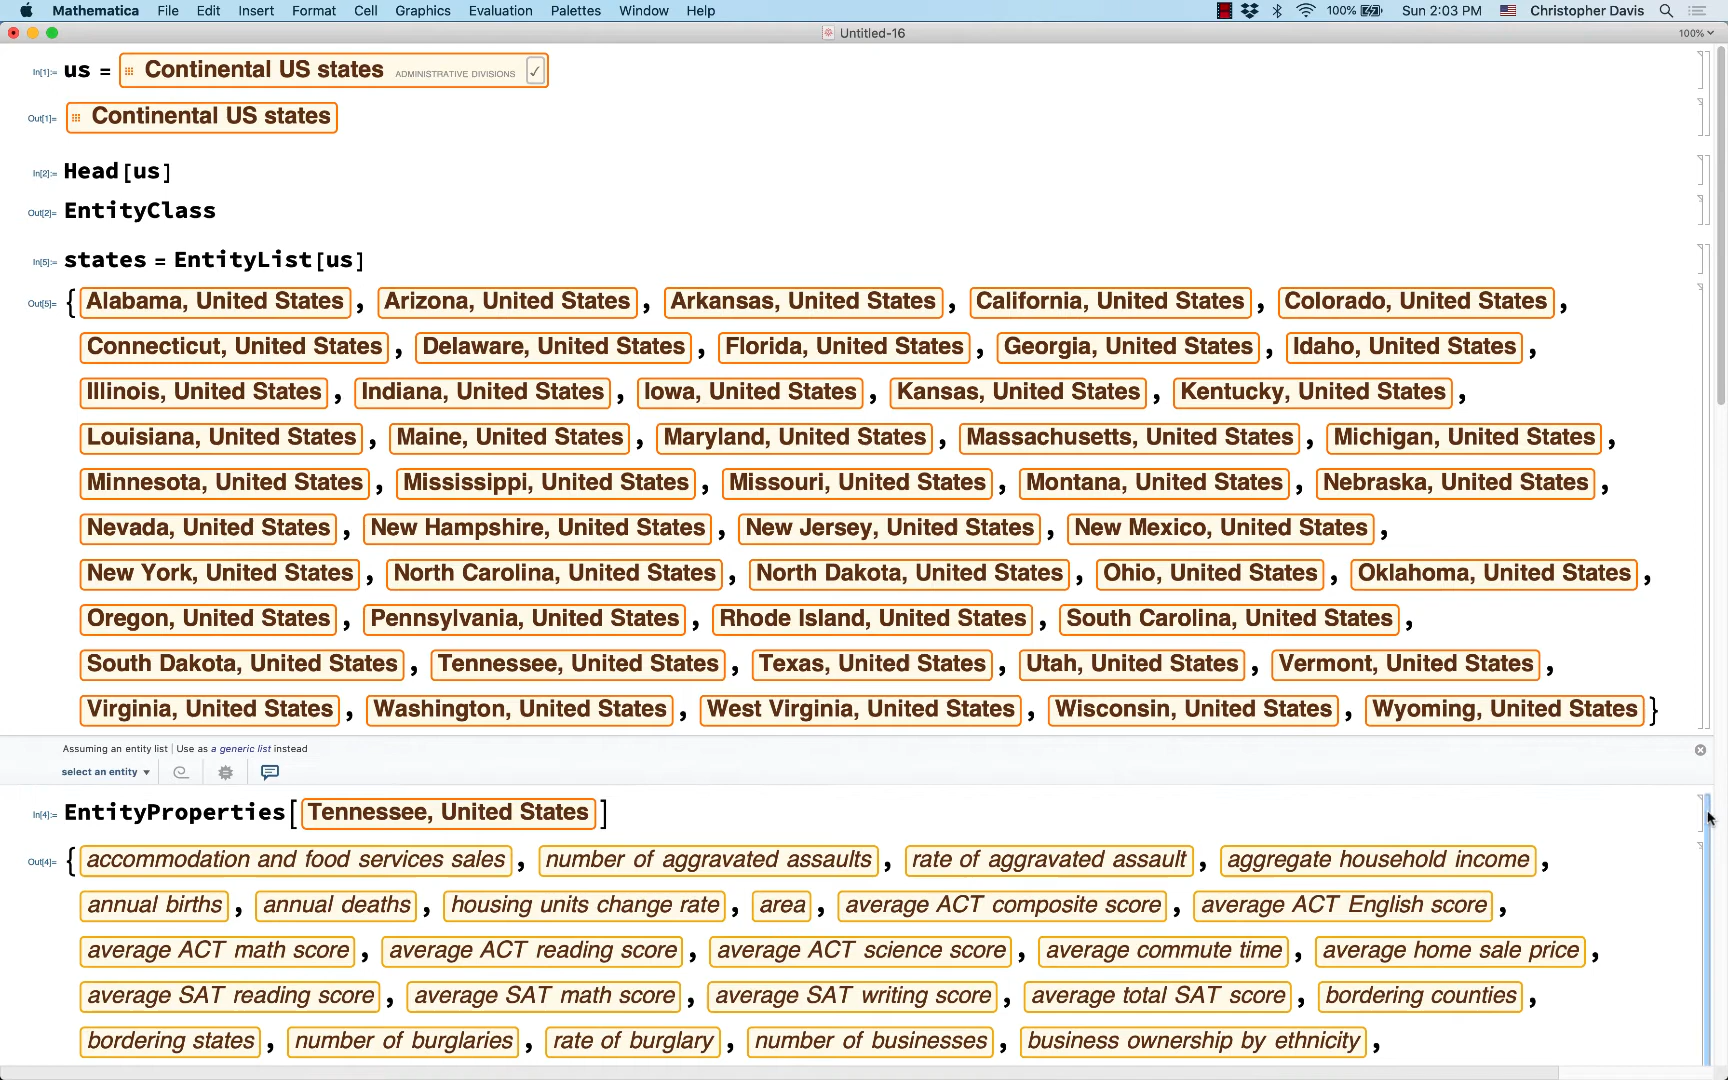 Mathematica File Edit Insert Format Cell Graphics Evaluation Palettes Window Help 100% Sun 2:03 PM Christopher Davis
Untitled-16 100%
In[1]:= us = Continental US states ADMINISTRATIVE DIVISIONS
Out[1]= Continental US states
In[2]:= Head[us]
Out[2]= EntityClass
In[5]:= states = EntityList[us]
Out[5]= { Alabama, United States , Arizona, United States , Arkansas, United States , California, United States , Colorado, United States ,
Connecticut, United States , Delaware, United States , Florida, United States , Georgia, United States , Idaho, United States ,
Illinois, United States , Indiana, United States , Iowa, United States , Kansas, United States , Kentucky, United States ,
Louisiana, United States , Maine, United States , Maryland, United States , Massachusetts, United States , Michigan, United States ,
Minnesota, United States , Mississippi, United States , Missouri, United States , Montana, United States , Nebraska, United States ,
Nevada, United States , New Hampshire, United States , New Jersey, United States , New Mexico, United States ,
New York, United States , North Carolina, United States , North Dakota, United States , Ohio, United States , Oklahoma, United States ,
Oregon, United States , Pennsylvania, United States , Rhode Island, United States , South Carolina, United States ,
South Dakota, United States , Tennessee, United States , Texas, United States , Utah, United States , Vermont, United States ,
Virginia, United States , Washington, United States , West Virginia, United States , Wisconsin, United States , Wyoming, United States }
Assuming an entity list | Use as a generic list instead
select an entity
In[4]:= EntityProperties[ Tennessee, United States ]
Out[4]= { accommodation and food services sales , number of aggravated assaults , rate of aggravated assault , aggregate household income ,
annual births , annual deaths , housing units change rate , area , average ACT composite score , average ACT English score ,
average ACT math score , average ACT reading score , average ACT science score , average commute time , average home sale price ,
average SAT reading score , average SAT math score , average SAT writing score , average total SAT score , bordering counties ,
bordering states , number of burglaries , rate of burglary , number of businesses , business ownership by ethnicity ,